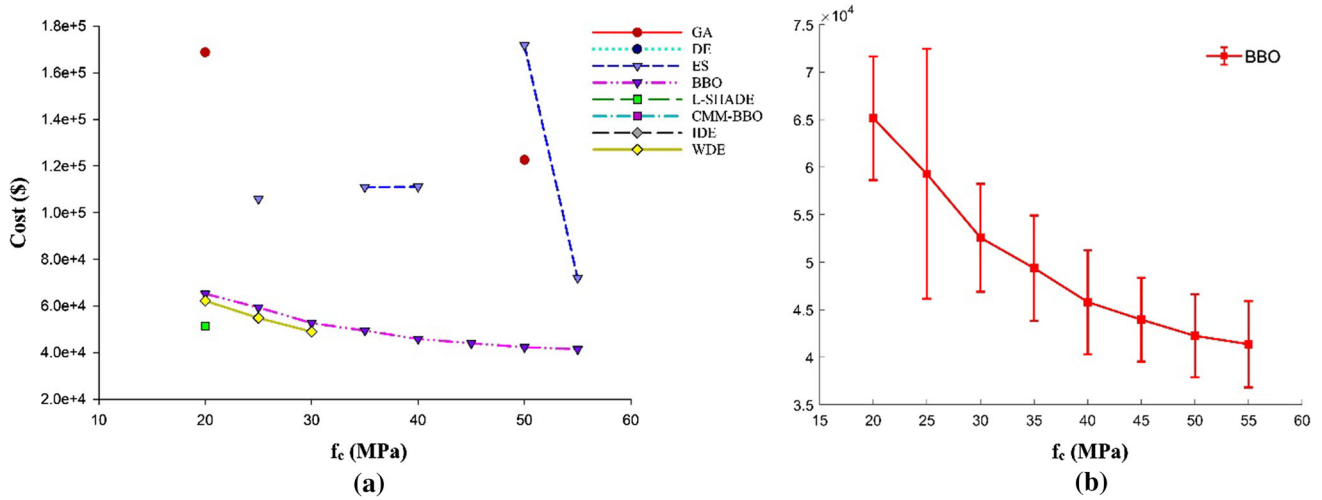 1.8e+5
1.6e+5
1.4e+5
1.2e+5
1.0e+5
8.0e+4
6.0e+4
4.0e+4
2.0e+4
Cost ($)
10
20
30
40
50
60
fc (MPa)
(a)
GA
DE
ES
BBO
L-SHADE
CMM-BBO
IDE
WDE
×10^4
7.5
7
6.5
6
5.5
5
4.5
4
3.5
15
20
25
30
35
40
45
50
55
60
fc (MPa)
(b)
BBO